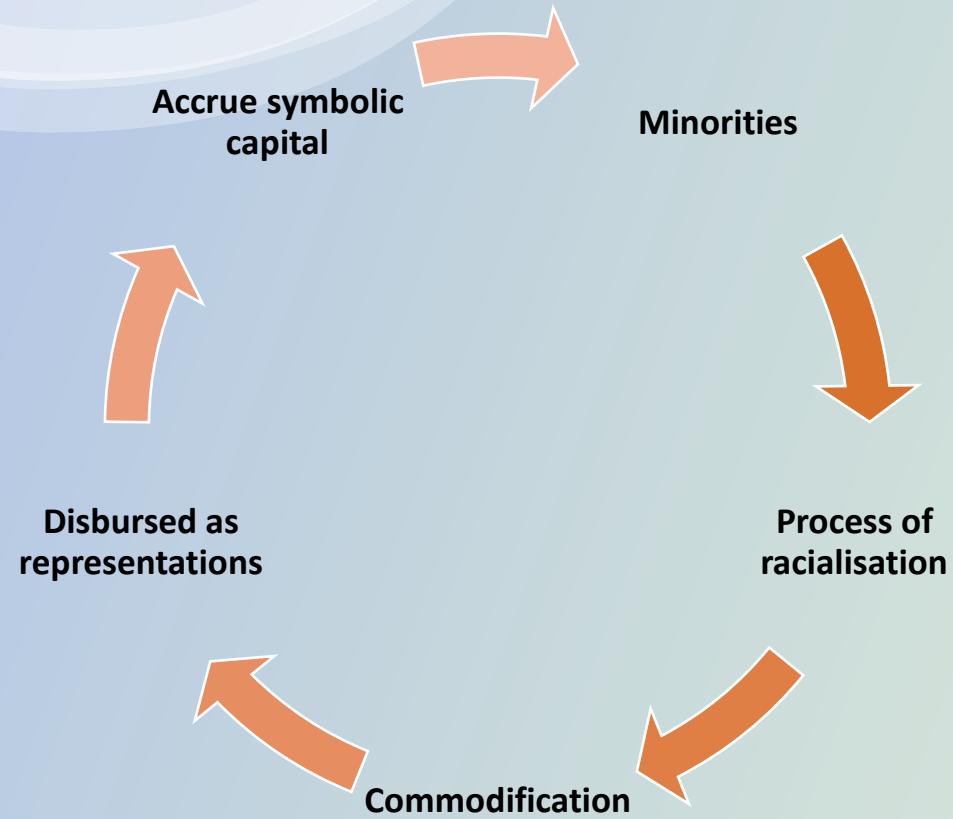 Accrue symbolic
capital
Minorities
Process of
racialisation
Commodification
Disbursed as
representations